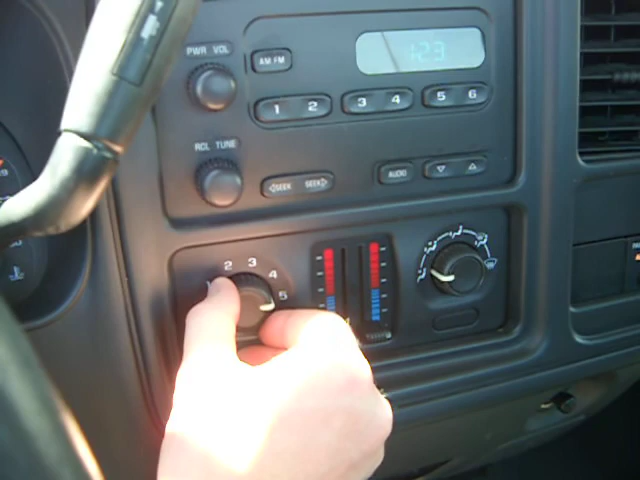 PWR VOL
AM FM
1 2
3 4
5 6
1:23
RCL TUNE
SEEK SEEK
AUDIO
2 3 4 5